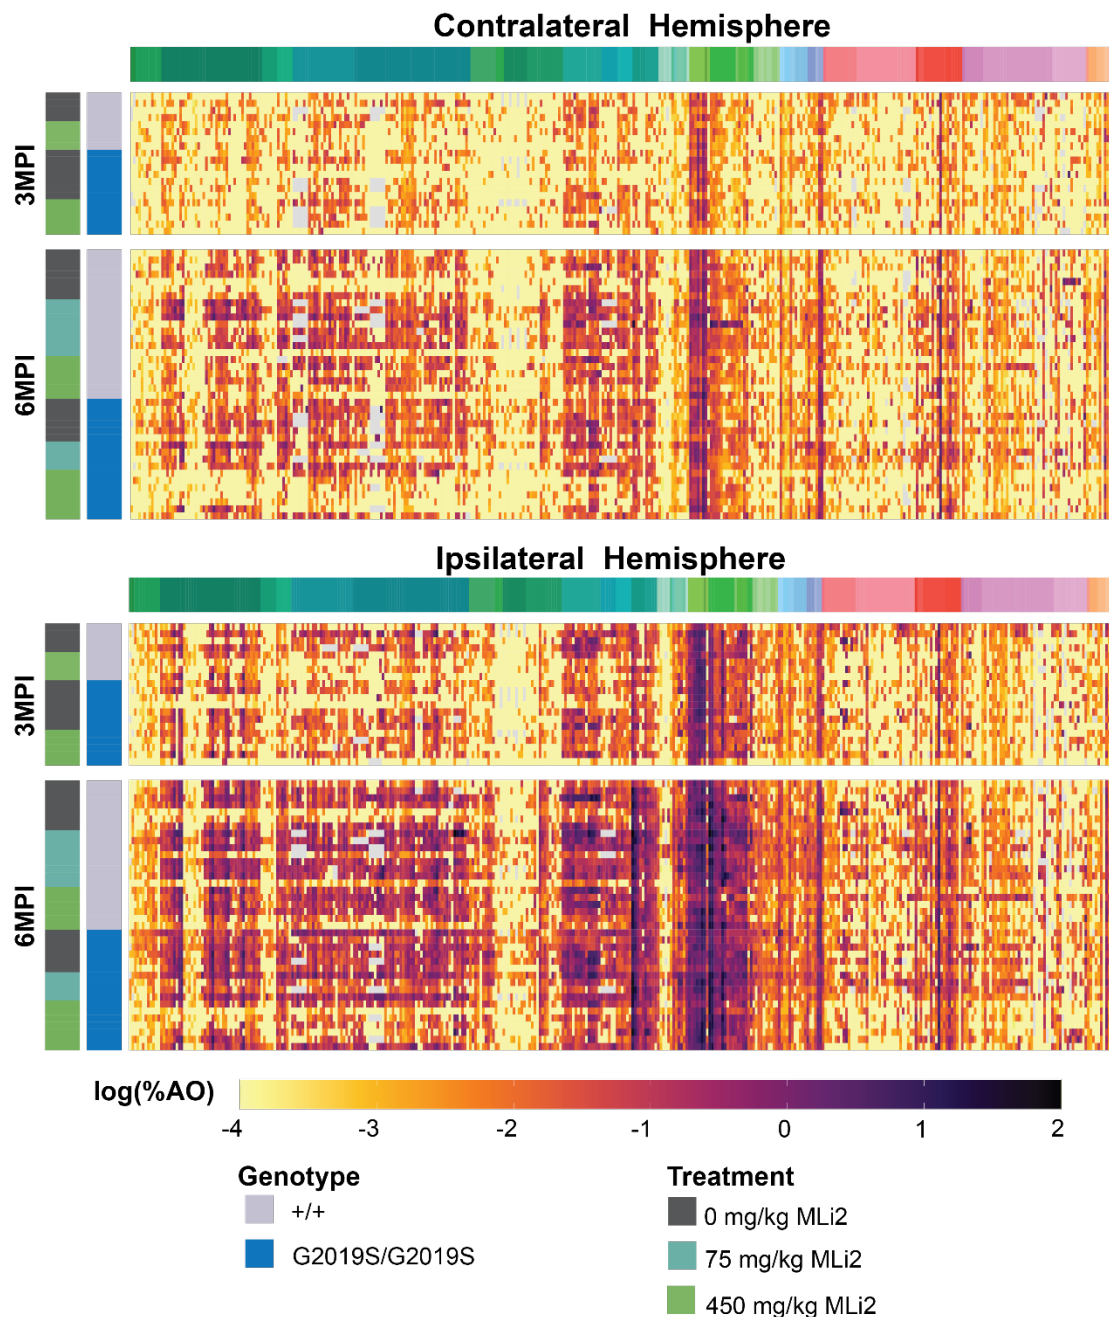 Contralateral Hemisphere
3MPI
6MPI
Ipsilateral Hemisphere
3MPI
6MPI
log(%AO)
-4 -3 -2 -1 0 1 2
Genotype
+/+
G2019S/G2019S
Treatment
0 mg/kg MLi2
75 mg/kg MLi2
450 mg/kg MLi2